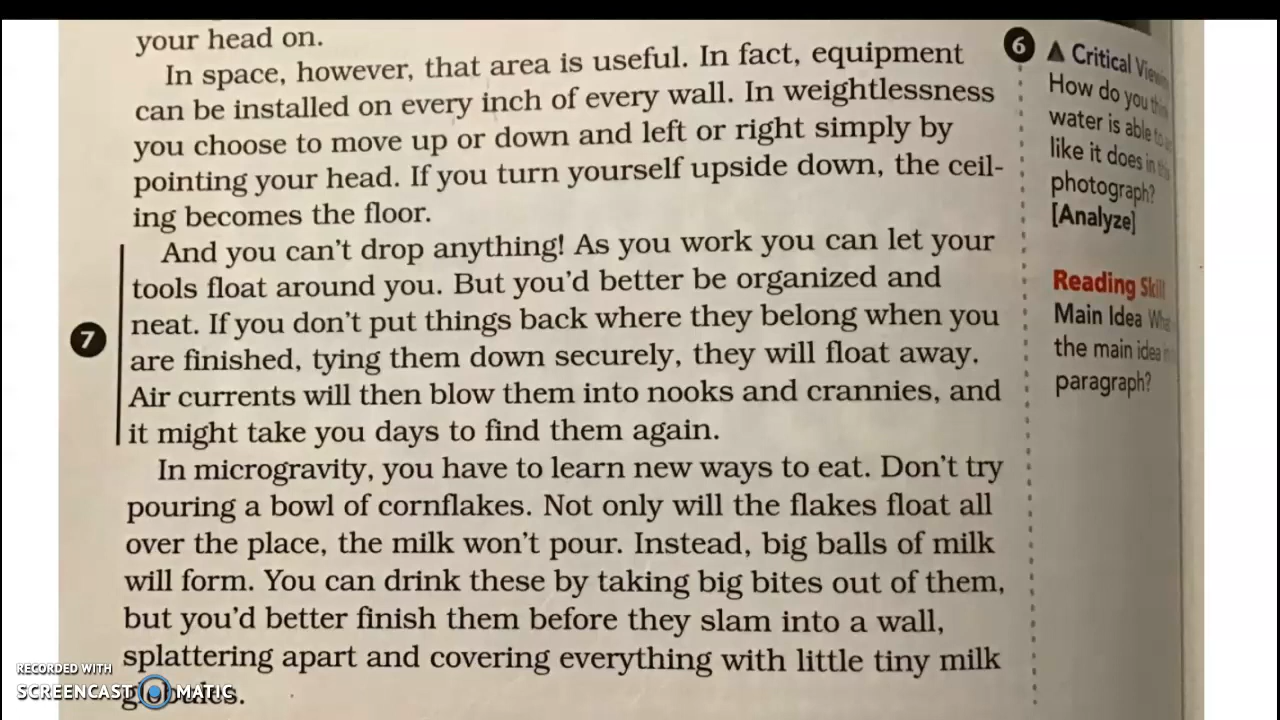 your head on.
In space, however, that area is useful. In fact, equipment
can be installed on every inch of every wall. In weightlessness
you choose to move up or down and left or right simply by
pointing your head. If you turn yourself upside down, the ceil-
ing becomes the floor.
And you can't drop anything! As you work you can let your
tools float around you. But you'd better be organized and
neat. If you don't put things back where they belong when you
are finished, tying them down securely, they will float away.
Air currents will then blow them into nooks and crannies, and
it might take you days to find them again.
7
In microgravity, you have to learn new ways to eat. Don't try
pouring a bowl of cornflakes. Not only will the flakes float all
over the place, the milk won't pour. Instead, big balls of milk
will form. You can drink these by taking big bites out of them,
but you'd better finish them before they slam into a wall,
splattering apart and covering everything with little tiny milk
globules.
6
▲ Critical
How do you
water is able to
like it does in
photograph?
[Analyze]
Reading Skill
Main Idea
the main idea
paragraph?
RECORDED WITH
SCREENCAST MATIC